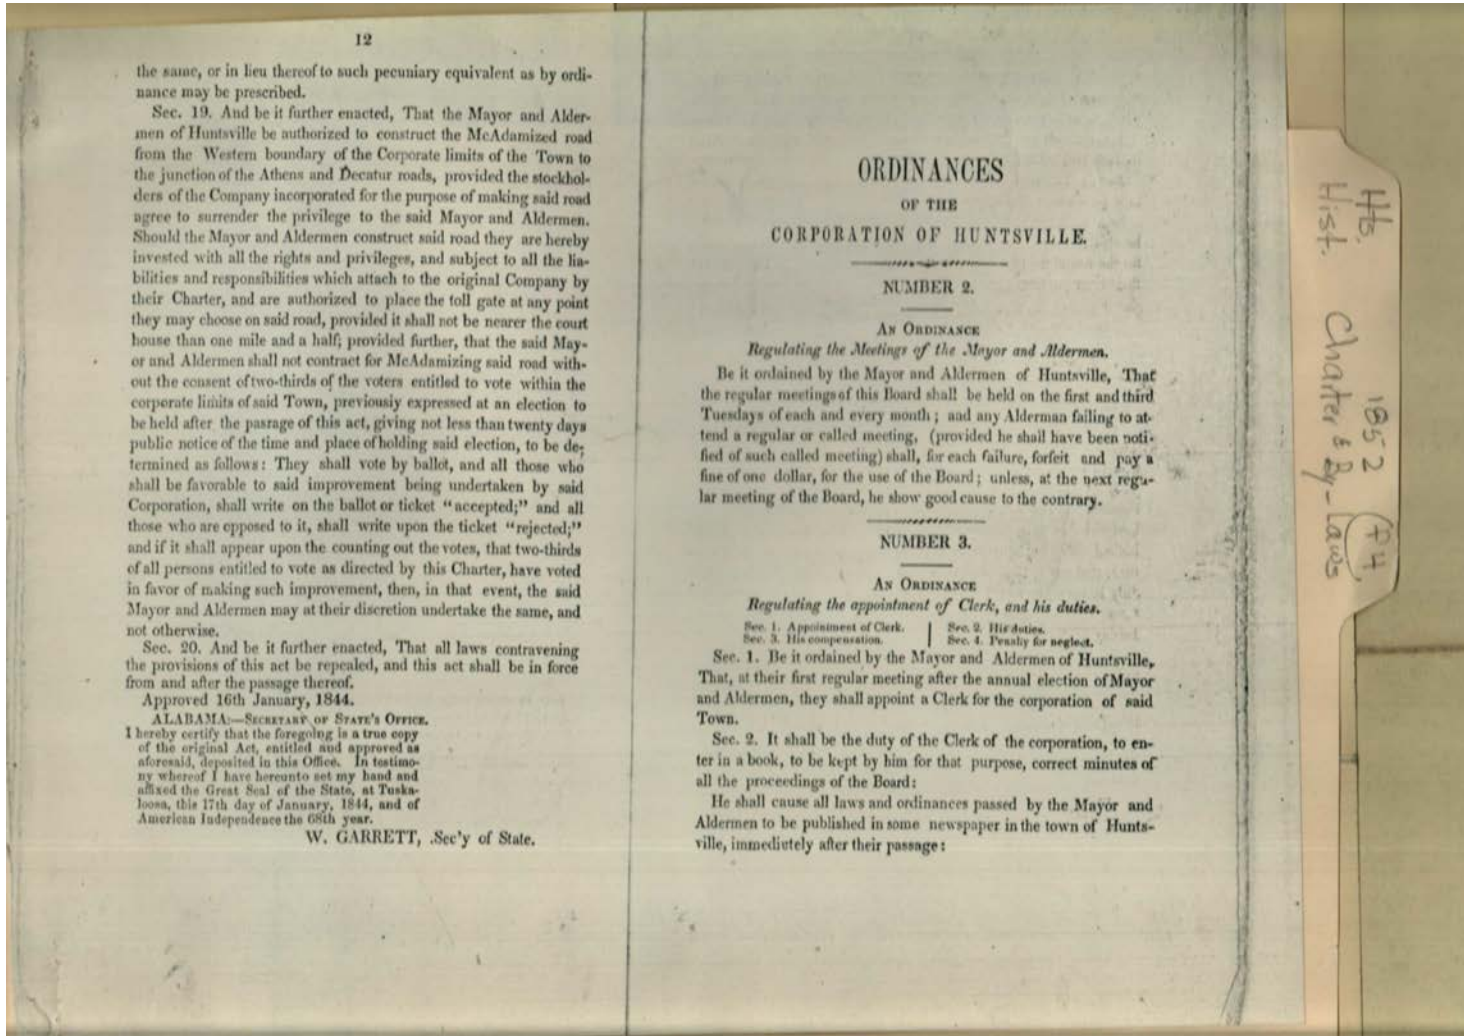 12
the same, or in lieu thereof to such pecuniary equivalent as by ordi-
nance may be prescribed.
Sec. 19. And be it further enacted, That the Mayor and Alder-
men of Huntsville be authorized to construct the McAdamized road
from the Western boundary of the Corporate limits of the Town to
the junction of the Athens and Decatur roads, provided the stockhol-
ders of the Company incorporated for the purpose of making said road
agree to surrender the privilege to the said Mayor and Aldermen.
Should the Mayor and Aldermen construct said road they are hereby
invested with all the rights and privileges, and subject to all the lia-
bilities and responsibilities which attach to the original Company by
their Charter, and are authorized to place the toll gate at any point
they may choose on said road, provided it shall not be nearer the court
house than one mile and a half; provided further, that the said May-
or and Aldermen shall not contract for McAdamizing said road with-
out the consent of two-thirds of the voters entitled to vote within the
corporate limits of said Town, previously expressed at an election to
be held after the pasrage of this act, giving not less than twenty days
public notice of the time and place of holding said election, to be de-
termined as follows: They shall vote by ballot, and all those who
shall be favorable to said improvement being undertaken by said
Corporation, shall write on the ballot or ticket "accepted;" and all
those who are opposed to it, shall write upon the ticket "rejected;"
and if it shall appear upon the counting out the votes, that two-thirds
of all persons entitled to vote as directed by this Charter, have voted
in favor of making such improvement, then, in that event, the said
Mayor and Aldermen may at their discretion undertake the same, and
not otherwise.
Sec. 20. And be it further enacted, That all laws contravening
the provisions of this act be repealed, and this act shall be in force
from and after the passage thereof.
Approved 16th January, 1844.
ALABAMA:—SECRETARY OF STATE'S OFFICE.
I hereby certify that the foregoing is a true copy
of the original Act, entitled and approved as
aforesaid, deposited in this Office. In testimo-
ny whereof I have hereunto set my hand and
affixed the Great Seal of the State, at Tuska-
loosa, this 17th day of January, 1844, and of
American Independence the 68th year.
W. GARRETT, Sec'y of State.
ORDINANCES
OF THE
CORPORATION OF HUNTSVILLE.
NUMBER 2.
AN ORDINANCE
Regulating the Meetings of the Mayor and Aldermen.
Be it ordained by the Mayor and Aldermen of Huntsville, That
the regular meetings of this Board shall be held on the first and third
Tuesdays of each and every month; and any Alderman failing to at-
tend a regular or called meeting, (provided he shall have been noti-
fied of such called meeting) shall, for each failure, forfeit and pay a
fine of one dollar, for the use of the Board; unless, at the next regu-
lar meeting of the Board, he show good cause to the contrary.
NUMBER 3.
AN ORDINANCE
Regulating the appointment of Clerk, and his duties.
Sec. 1. Appointment of Clerk. | Sec. 2. His duties.
Sec. 3. His compensation. | Sec. 4. Penalty for neglect.
Sec. 1. Be it ordained by the Mayor and Aldermen of Huntsville,
That, at their first regular meeting after the annual election of Mayor
and Aldermen, they shall appoint a Clerk for the corporation of said
Town.
Sec. 2. It shall be the duty of the Clerk of the corporation, to en-
ter in a book, to be kept by him for that purpose, correct minutes of
all the proceedings of the Board:
He shall cause all laws and ordinances passed by the Mayor and
Aldermen to be published in some newspaper in the town of Hunts-
ville, immedietely after their passage:
Hts. 1852 P4,
Hist. Charter & By-Laws